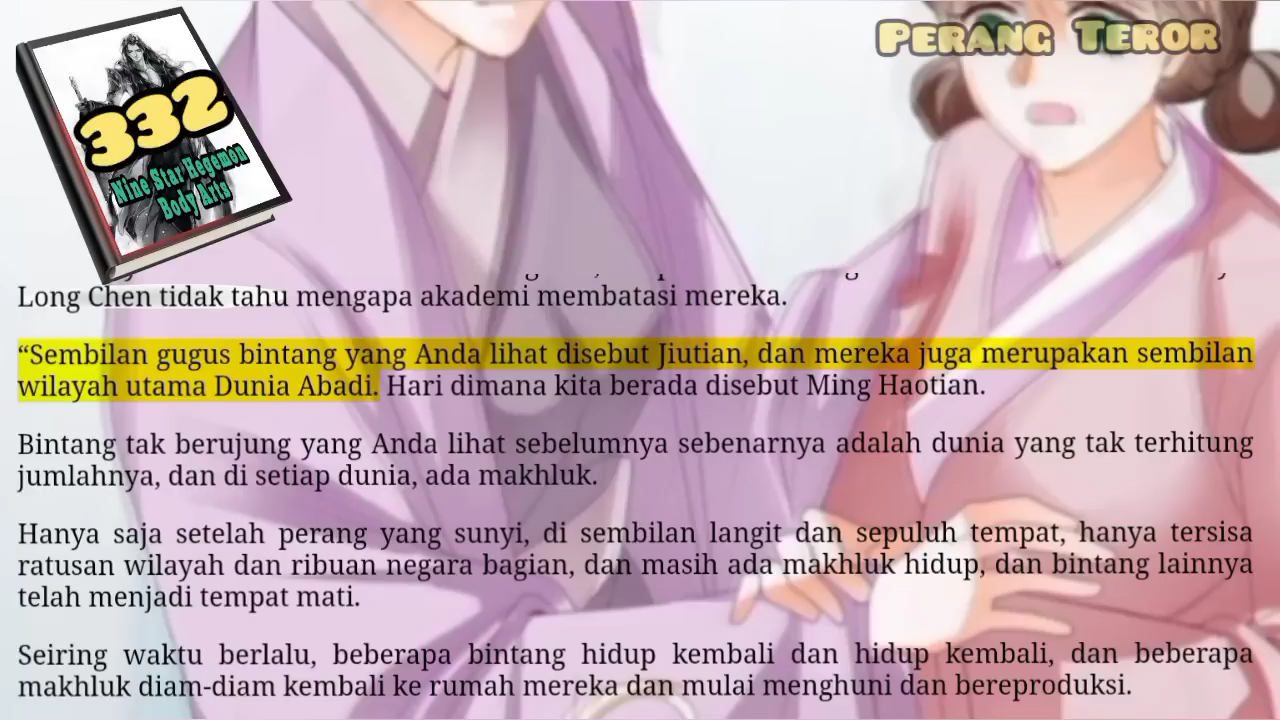 Perang Teror
332
Nine Star Hegemon
Body Arts
Long Chen tidak tahu mengapa akademi membatasi mereka.
“Sembilan gugus bintang yang Anda lihat disebut Jiutian, dan mereka juga merupakan sembilan
wilayah utama Dunia Abadi. Hari dimana kita berada disebut Ming Haotian.
Bintang tak berujung yang Anda lihat sebelumnya sebenarnya adalah dunia yang tak terhitung
jumlahnya, dan di setiap dunia, ada makhluk.
Hanya saja setelah perang yang sunyi, di sembilan langit dan sepuluh tempat, hanya tersisa
ratusan wilayah dan ribuan negara bagian, dan masih ada makhluk hidup, dan bintang lainnya
telah menjadi tempat mati.
Seiring waktu berlalu, beberapa bintang hidup kembali dan hidup kembali, dan beberapa
makhluk diam-diam kembali ke rumah mereka dan mulai menghuni dan bereproduksi.